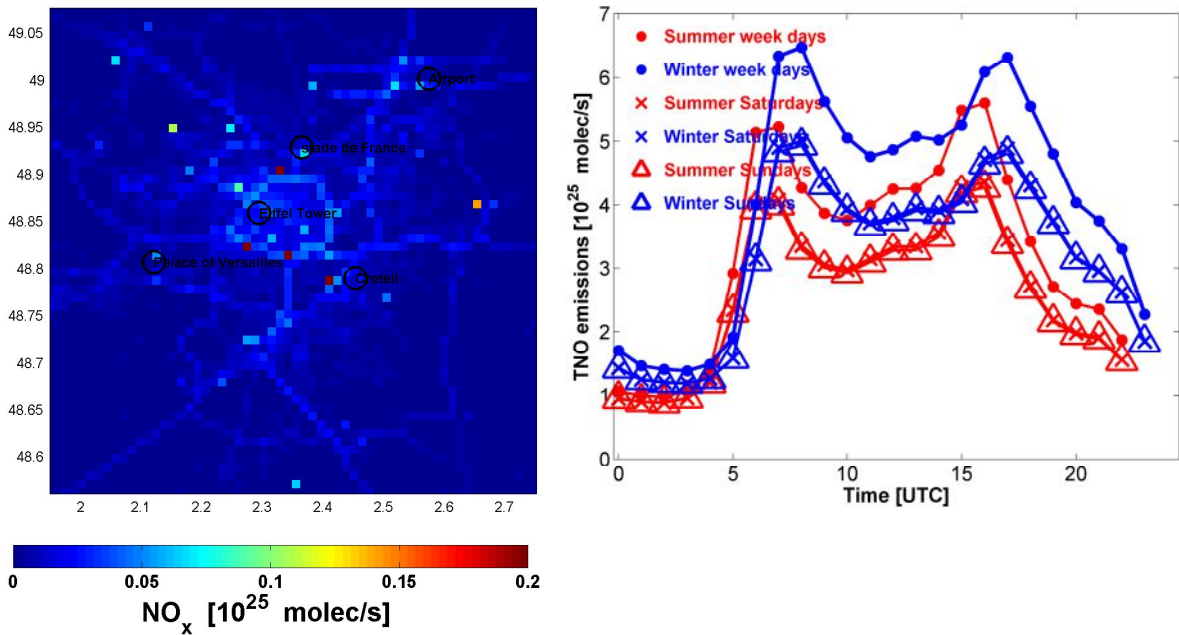 49.05
49
48.95
48.9
48.85
48.8
48.75
48.7
48.65
48.6
Airport
stade de France
Eiffel Tower
Palace of Versailles
Creteil
2
2.1
2.2
2.3
2.4
2.5
2.6
2.7
0
0.05
0.1
0.15
0.2
NOx [10^25 molec/s]
TNO emissions [10^25 molec/s]
7
6
5
4
3
2
1
0
Summer week days
Winter week days
Summer Saturdays
Winter Saturdays
Summer Sundays
Winter Sundays
0
5
10
15
20
Time [UTC]